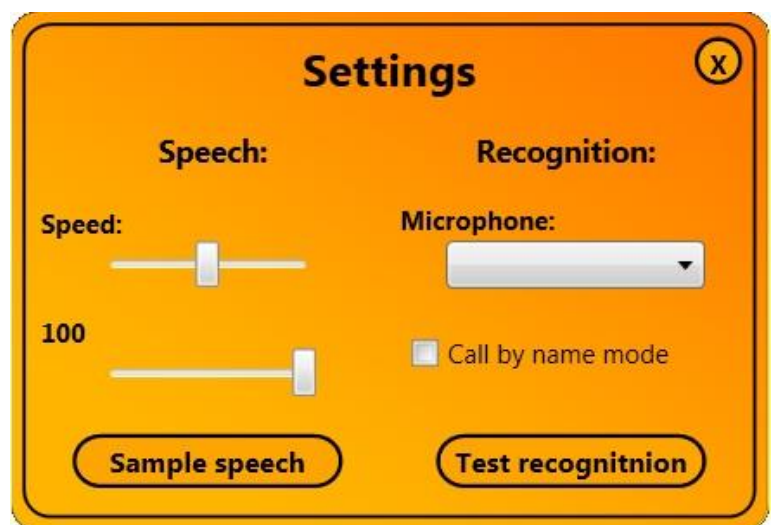 Settings
X
Speech:
Recognition:
Speed:
Microphone:
100
Call by name mode
Sample speech
Test recognitnion